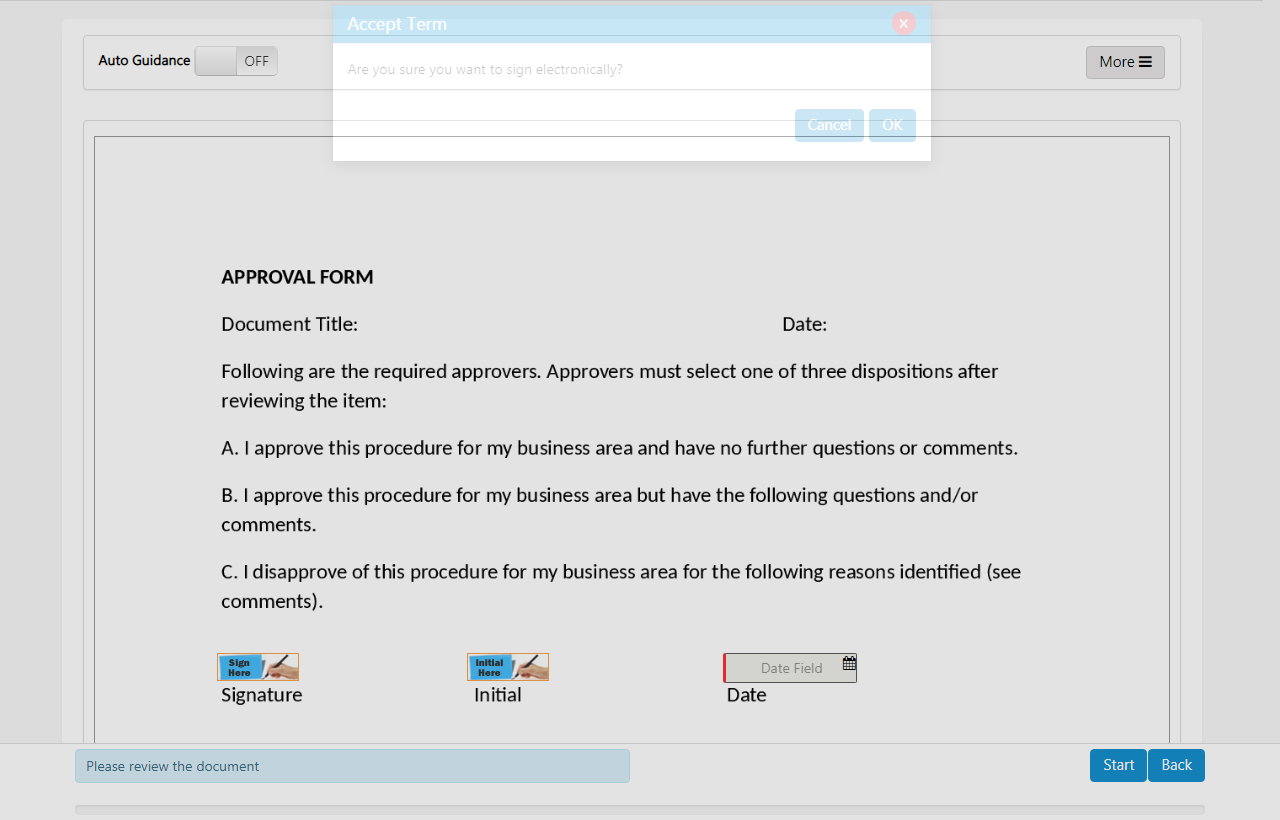 Accept Term
Auto Guidance OFF
More
Are you sure you want to sign electronically?
Cancel OK
APPROVAL FORM
Document Title: Date:
Following are the required approvers. Approvers must select one of three dispositions after
reviewing the item:
A. I approve this procedure for my business area and have no further questions or comments.
B. I approve this procedure for my business area but have the following questions and/or
comments.
C. I disapprove of this procedure for my business area for the following reasons identified (see
comments).
Sign
Here
Initial
Here
Date Field
Signature Initial Date
Please review the document
Start Back